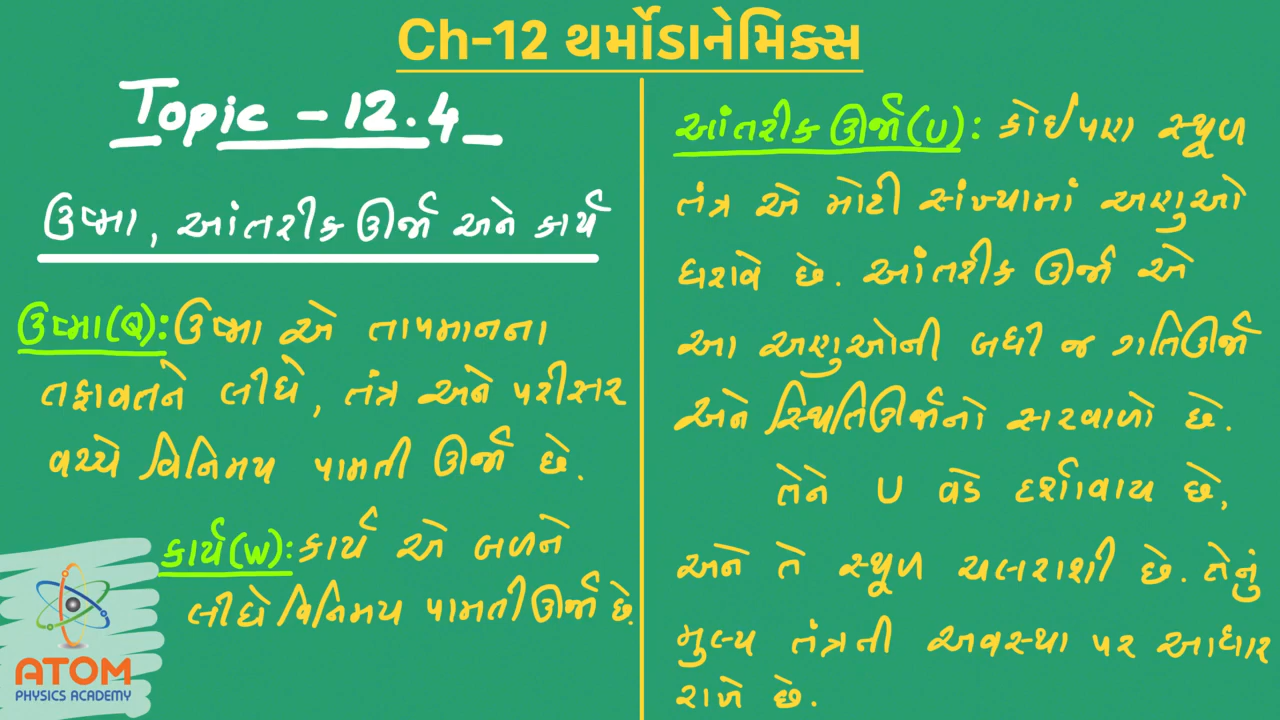 Ch-12 થર્મોડાનેમિક્સ
Topic - 12.4
ઉષ્મા, આંતરીક ઊર્જા અને કાર્ય
ઉષ્મા(Q): ઉષ્મા એ તાપમાનના
તફાવતને લીધે, તંત્ર અને પરીસર
વચ્ચે વિનિમય પામતી ઊર્જા છે.
કાર્ય(W): કાર્ય એ બળને
લીધે વિનિમય પામતી ઊર્જા છે.
આંતરીક ઊર્જા(U): કોઈપણ સ્થૂળ
તંત્ર એ મોટી સંખ્યામાં અણુઓ
ધરાવે છે. આંતરીક ઊર્જા એ
આ અણુઓની બધી જ ગતિઊર્જા
અને સ્થિતિઊર્જાનો સરવાળો છે.
તેને U વડે દર્શાવાય છે,
અને તે સ્થૂળ ચલરાશી છે. તેનું
મુલ્ય તંત્રની અવસ્થા પર આધાર
રાખે છે.
ATOM
PHYSICS ACADEMY